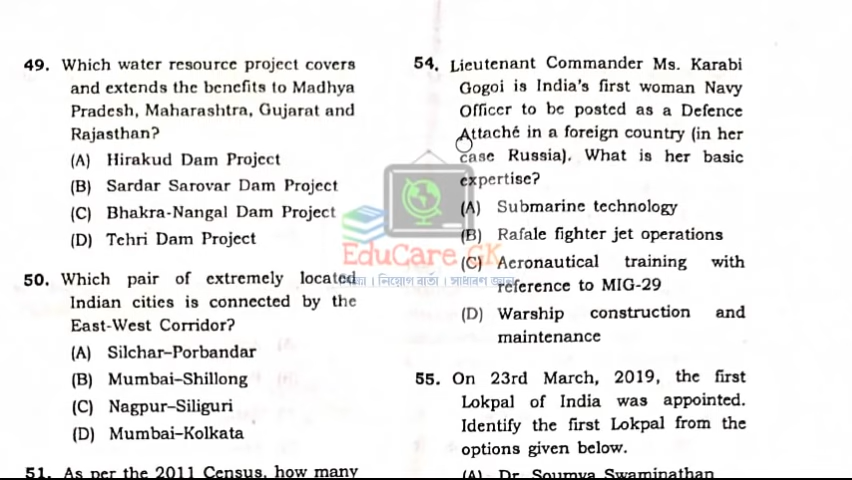 49. Which water resource project covers
and extends the benefits to Madhya
Pradesh, Maharashtra, Gujarat and
Rajasthan?
(A) Hirakud Dam Project
(B) Sardar Sarovar Dam Project
(C) Bhakra-Nangal Dam Project
(D) Tehri Dam Project
50. Which pair of extremely located
Indian cities is connected by the
East-West Corridor?
(A) Silchar–Porbandar
(B) Mumbai–Shillong
(C) Nagpur–Siliguri
(D) Mumbai–Kolkata
51. As per the 2011 Census, how many
54. Lieutenant Commander Ms. Karabi
Gogoi is India's first woman Navy
Officer to be posted as a Defence
Attaché in a foreign country (in her
case Russia). What is her basic
expertise?
(A) Submarine technology
(B) Rafale fighter jet operations
(C) Aeronautical training with
reference to MIG-29
(D) Warship construction and
maintenance
55. On 23rd March, 2019, the first
Lokpal of India was appointed.
Identify the first Lokpal from the
options given below.
(A) Dr. Soumya Swaminathan
EduCare GK
শিক্ষা | নিয়োগ বার্তা | সাধারণ জ্ঞান